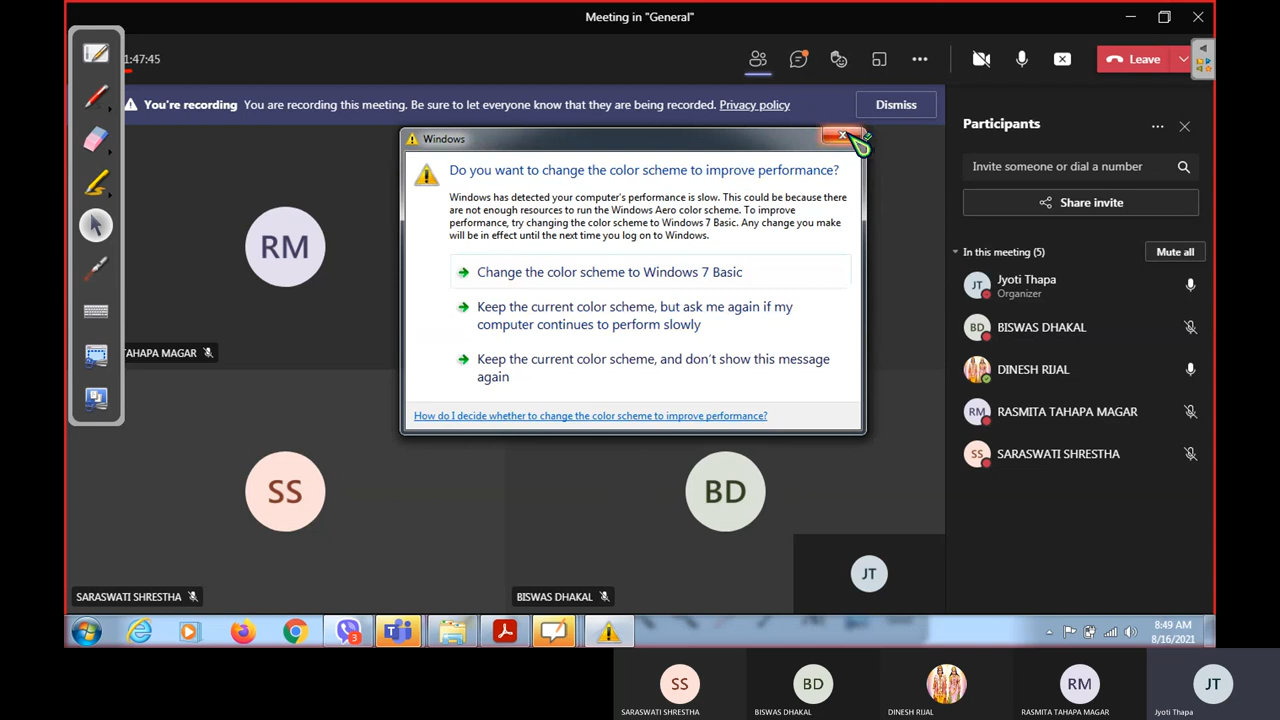 Meeting in "General"
1:47:45
Leave
You're recording You are recording this meeting. Be sure to let everyone know that they are being recorded. Privacy policy
Dismiss
Participants
Invite someone or dial a number
Share invite
In this meeting (5)
Mute all
Jyoti Thapa
Organizer
BISWAS DHAKAL
DINESH RIJAL
RASMITA TAHAPA MAGAR
SARASWATI SHRESTHA
JT
BD
RM
SS
Windows
Do you want to change the color scheme to improve performance?
Windows has detected your computer's performance is slow. This could be because there
are not enough resources to run the Windows Aero color scheme. To improve
performance, try changing the color scheme to Windows 7 Basic. Any change you make
will be in effect until the next time you log on to Windows.
Change the color scheme to Windows 7 Basic
Keep the current color scheme, but ask me again if my
computer continues to perform slowly
Keep the current color scheme, and don't show this message
again
How do I decide whether to change the color scheme to improve performance?
RM
TAHAPA MAGAR
SS
BD
JT
SARASWATI SHRESTHA
BISWAS DHAKAL
3
8:49 AM
8/16/2021
SS
BD
RM
JT
SARASWATI SHRESTHA
BISWAS DHAKAL
DINESH RIJAL
RASMITA TAHAPA MAGAR
Jyoti Thapa